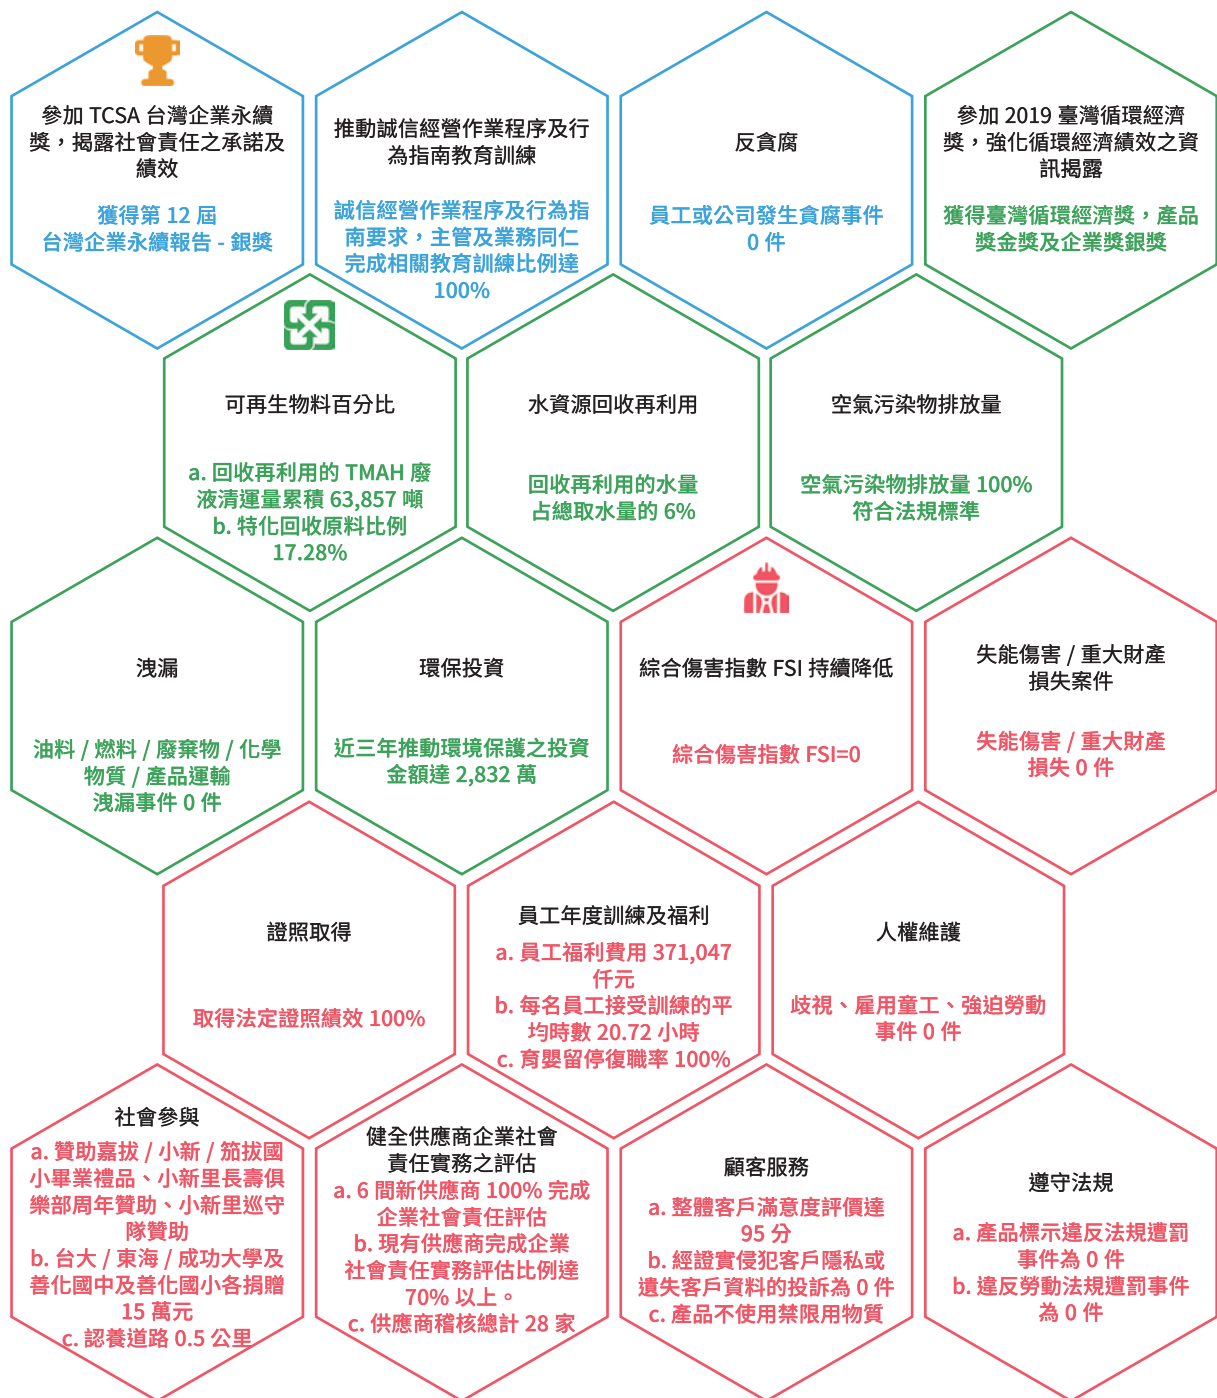 參加 TCSA 台灣企業永續
獎，揭露社會責任之承諾及
績效
獲得第 12 屆
台灣企業永續報告 - 銀獎
推動誠信經營作業程序及行
為指南教育訓練
誠信經營作業程序及行為指
南要求，主管及業務同仁
完成相關教育訓練比例達
100%
反貪腐
員工或公司發生貪腐事件
0 件
參加 2019 臺灣循環經濟
獎，強化循環經濟績效之資
訊揭露
獲得臺灣循環經濟獎，產品
獎金獎及企業獎銀獎
可再生物料百分比
a. 回收再利用的 TMAH 廢
液清運量累積 63,857 噸
b. 特化回收原料比例
17.28%
水資源回收再利用
回收再利用的水量
占總取水量的 6%
空氣污染物排放量
空氣污染物排放量 100%
符合法規標準
洩漏
油料 / 燃料 / 廢棄物 / 化學
物質 / 產品運輸
洩漏事件 0 件
環保投資
近三年推動環境保護之投資
金額達 2,832 萬
綜合傷害指數 FSI 持續降低
綜合傷害指數 FSI=0
失能傷害 / 重大財產
損失案件
失能傷害 / 重大財產
損失 0 件
證照取得
取得法定證照績效 100%
員工年度訓練及福利
a. 員工福利費用 371,047
仟元
b. 每名員工接受訓練的平
均時數 20.72 小時
c. 育嬰留停復職率 100%
人權維護
歧視、雇用童工、強迫勞動
事件 0 件
社會參與
a. 贊助嘉拔 / 小新 / 茄拔國
小畢業禮品、小新里長壽俱
樂部周年贊助、小新里巡守
隊贊助
b. 台大 / 東海 / 成功大學及
善化國中及善化國小各捐贈
15 萬元
c. 認養道路 0.5 公里
健全供應商企業社會
責任實務之評估
a. 6 間新供應商 100% 完成
企業社會責任評估
b. 現有供應商完成企業
社會責任實務評估比例達
70% 以上。
c. 供應商稽核總計 28 家
顧客服務
a. 整體客戶滿意度評價達
95 分
b. 經證實侵犯客戶隱私或
遺失客戶資料的投訴為 0 件
c. 產品不使用禁限用物質
遵守法規
a. 產品標示違反法規遭罰
事件為 0 件
b. 違反勞動法規遭罰事件
為 0 件